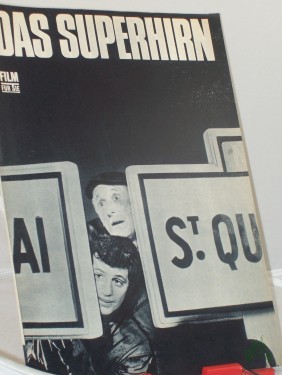 DAS SUPERHIRN
FILM
FÜR SIE
AI
ST. QU